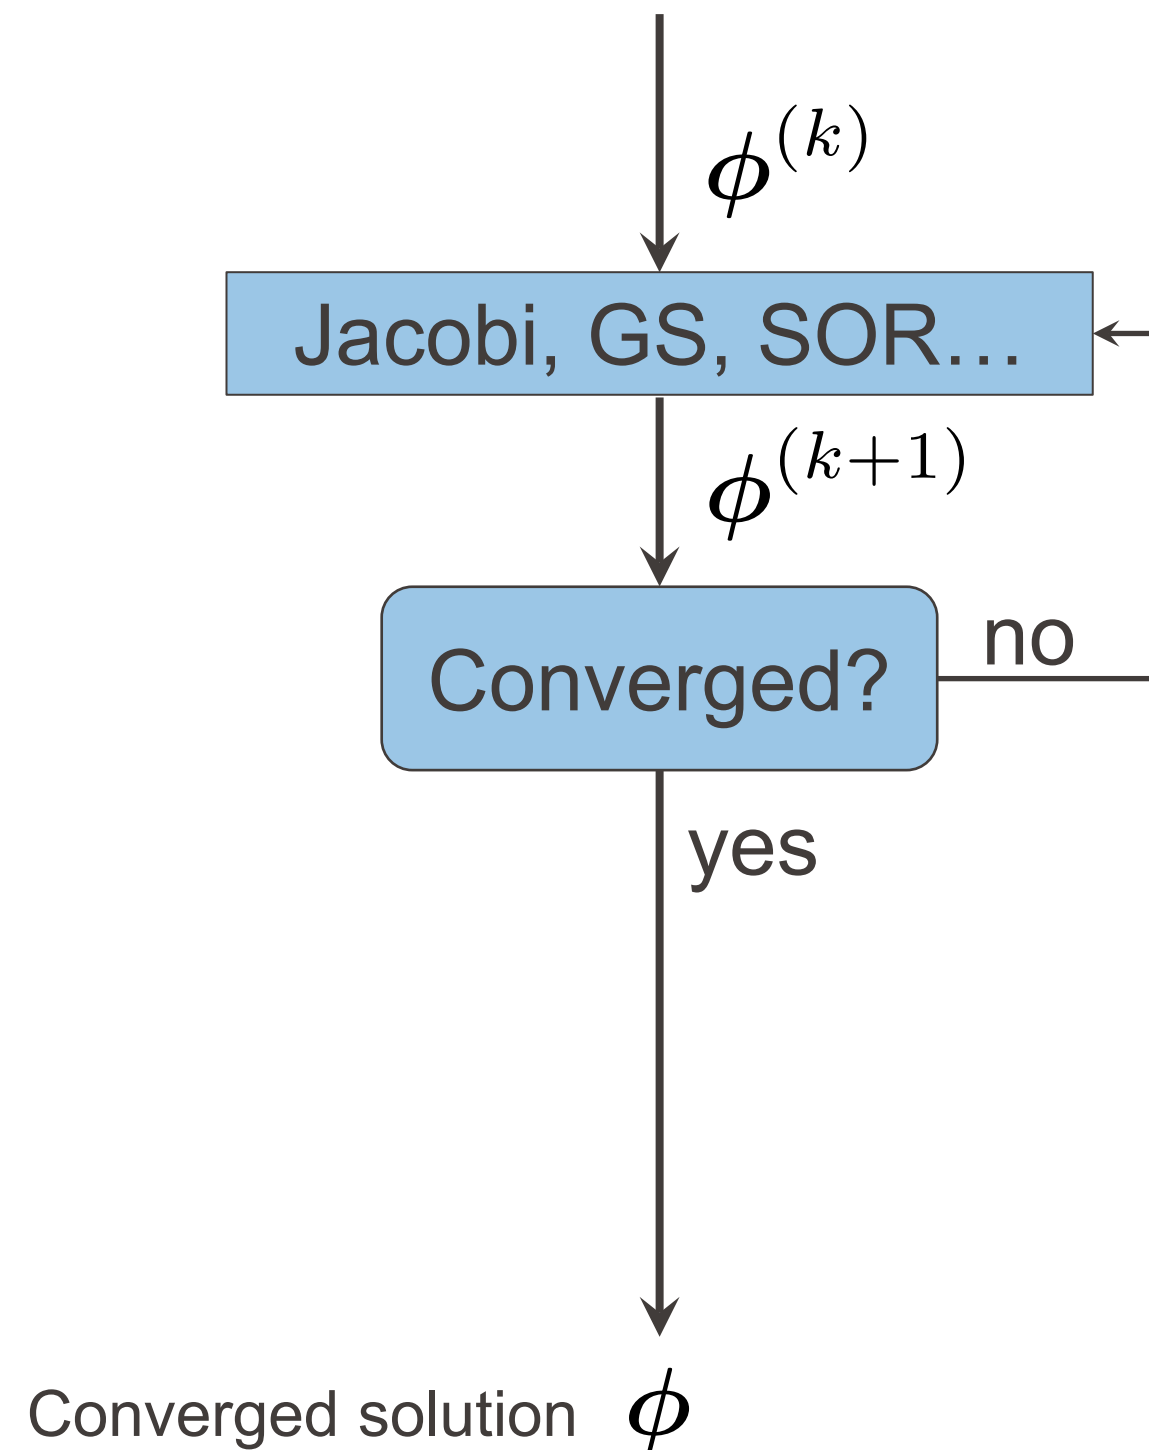 ϕ^(k)
Jacobi, GS, SOR…
ϕ^(k+1)
Converged?
no
yes
Converged solution ϕ